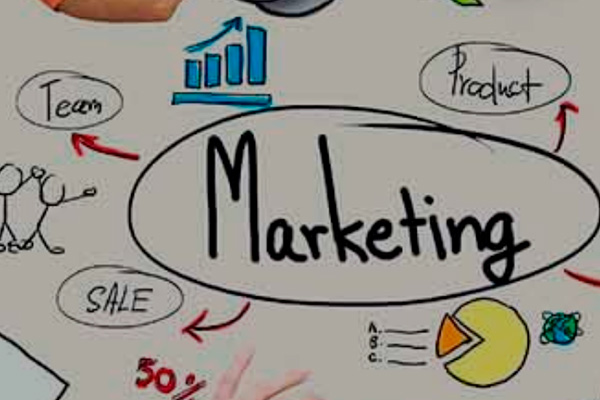 Product
Team
Marketing
SALE
A.
B.
C.
50%